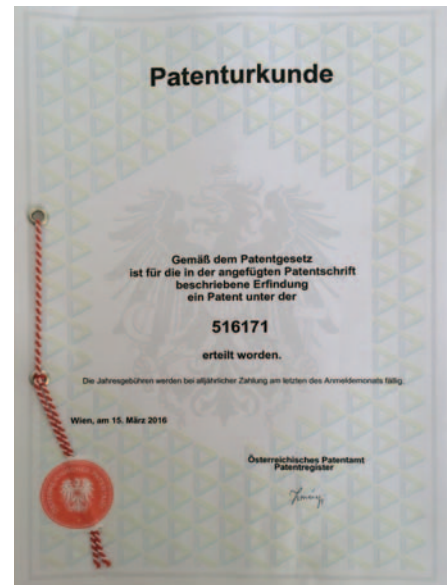 Patenturkunde
Gemäß dem Patentgesetz
ist für die in der angefügten Patentschrift
beschriebene Erfindung
ein Patent unter der
516171
erteilt worden.
Die Jahresgebühren werden bei alljährlicher Zahlung am letzten des Anmeldemonats fällig.
Wien, am 15. März 2016
Österreichisches Patentamt
Patentregister